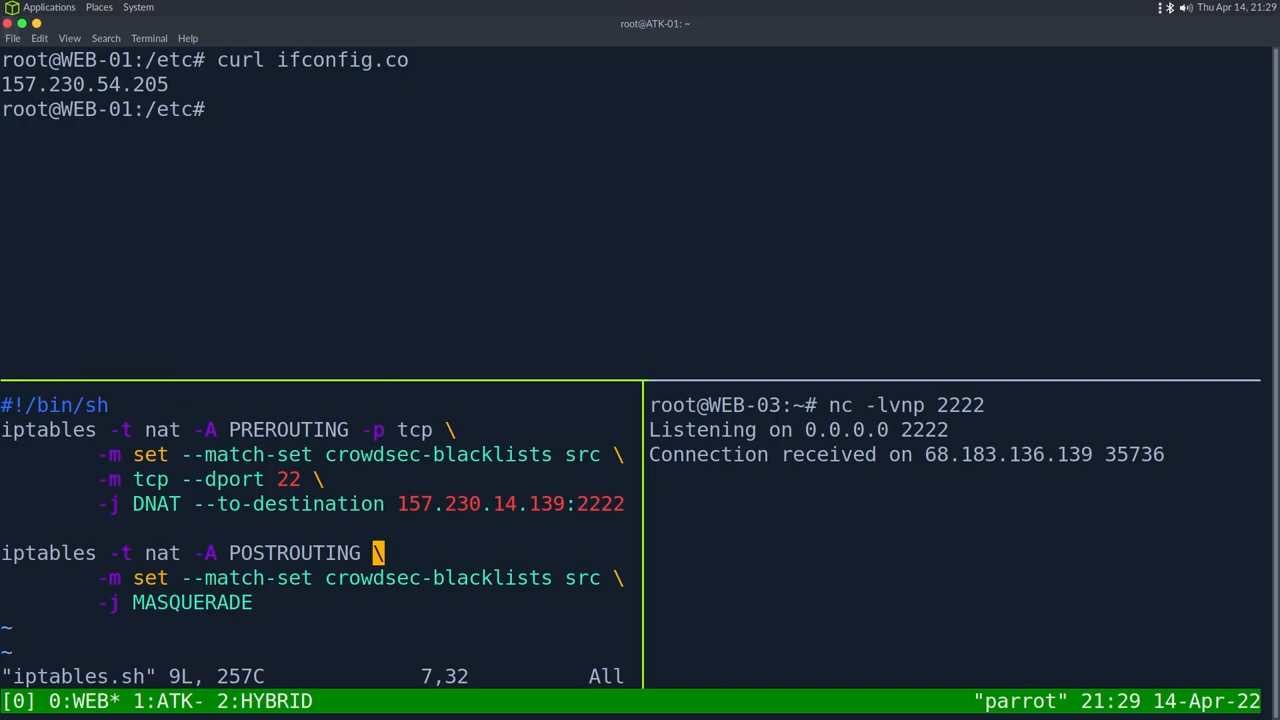 Applications Places System
Thu Apr 14, 21:29
root@ATK-01: ~
File Edit View Search Terminal Help
root@WEB-01:/etc# curl ifconfig.co
157.230.54.205
root@WEB-01:/etc#
#!/bin/sh
iptables -t nat -A PREROUTING -p tcp \
-m set --match-set crowdsec-blacklists src \
-m tcp --dport 22 \
-j DNAT --to-destination 157.230.14.139:2222
iptables -t nat -A POSTROUTING \
-m set --match-set crowdsec-blacklists src \
-j MASQUERADE
~
~
"iptables.sh" 9L, 257C 7,32 All
root@WEB-03:~# nc -lvnp 2222
Listening on 0.0.0.0 2222
Connection received on 68.183.136.139 35736
[0] 0:WEB* 1:ATK- 2:HYBRID "parrot" 21:29 14-Apr-22